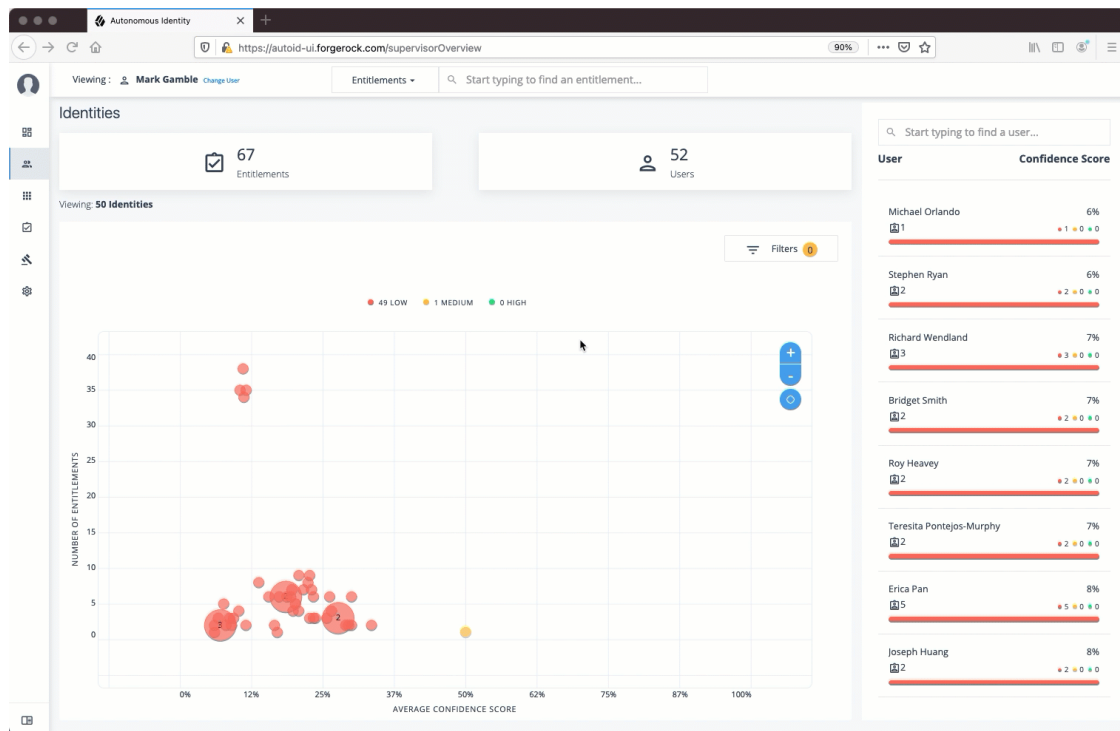 Autonomous Identity
https://autoid-ui.forgerock.com/supervisorOverview
90%
Viewing : Mark Gamble Change User
Entitlements
Start typing to find an entitlement...
Identities
67
Entitlements
52
Users
Viewing: 50 Identities
Filters 0
49 LOW 1 MEDIUM 0 HIGH
NUMBER OF ENTITLEMENTS
40
35
30
25
20
15
10
5
0
3
2
0% 12% 25% 37% 50% 62% 75% 87% 100%
AVERAGE CONFIDENCE SCORE
Start typing to find a user...
User Confidence Score
Michael Orlando 6%
1 1 0 0
Stephen Ryan 6%
2 2 0 0
Richard Wendland 7%
3 3 0 0
Bridget Smith 7%
2 2 0 0
Roy Heavey 7%
2 2 0 0
Teresita Pontejos-Murphy 7%
2 2 0 0
Erica Pan 8%
5 5 0 0
Joseph Huang 8%
2 2 0 0